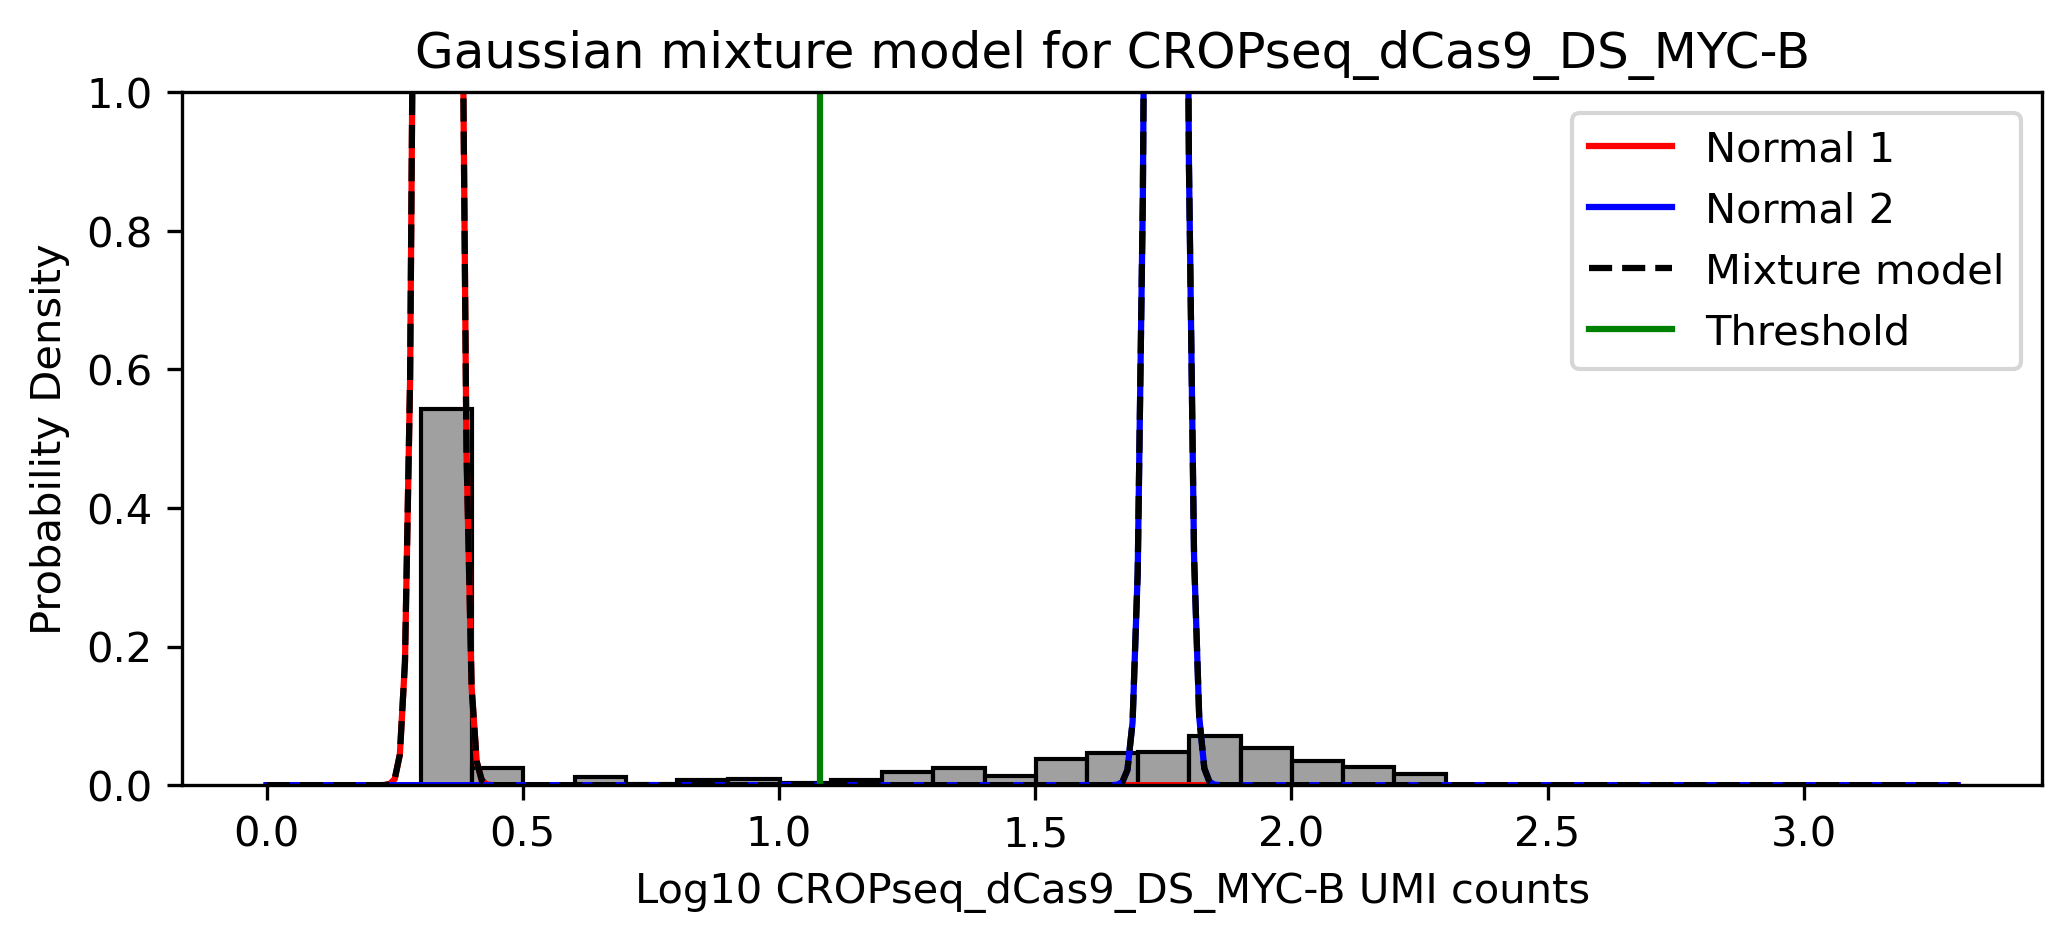 Gaussian mixture model for CROPseq_dCas9_DS_MYC-B
1.0
0.8
0.6
0.4
0.2
0.0
Probability Density
Normal 1
Normal 2
Mixture model
Threshold
0.0 0.5 1.0 1.5 2.0 2.5 3.0
Log10 CROPseq_dCas9_DS_MYC-B UMI counts